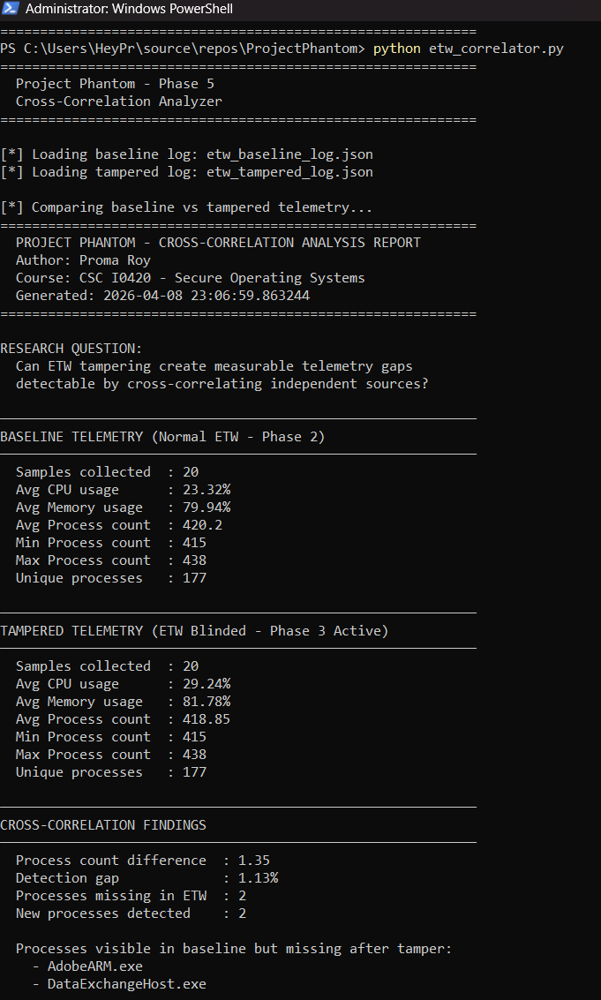 Administrator: Windows PowerShell
============================================================
PS C:\Users\HeyPr\source\repos\ProjectPhantom> python etw_correlator.py
============================================================
  Project Phantom - Phase 5
  Cross-Correlation Analyzer
============================================================

[*] Loading baseline log: etw_baseline_log.json
[*] Loading tampered log: etw_tampered_log.json

[*] Comparing baseline vs tampered telemetry...
============================================================
  PROJECT PHANTOM - CROSS-CORRELATION ANALYSIS REPORT
  Author: Proma Roy
  Course: CSC I0420 - Secure Operating Systems
  Generated: 2026-04-08 23:06:59.863244
============================================================

RESEARCH QUESTION:
  Can ETW tampering create measurable telemetry gaps
  detectable by cross-correlating independent sources?

────────────────────────────────────────────────────────────
BASELINE TELEMETRY (Normal ETW - Phase 2)
────────────────────────────────────────────────────────────
  Samples collected  : 20
  Avg CPU usage      : 23.32%
  Avg Memory usage   : 79.94%
  Avg Process count  : 420.2
  Min Process count  : 415
  Max Process count  : 438
  Unique processes   : 177

────────────────────────────────────────────────────────────
TAMPERED TELEMETRY (ETW Blinded - Phase 3 Active)
────────────────────────────────────────────────────────────
  Samples collected  : 20
  Avg CPU usage      : 29.24%
  Avg Memory usage   : 81.78%
  Avg Process count  : 418.85
  Min Process count  : 415
  Max Process count  : 438
  Unique processes   : 177

────────────────────────────────────────────────────────────
CROSS-CORRELATION FINDINGS
────────────────────────────────────────────────────────────
  Process count difference  : 1.35
  Detection gap             : 1.13%
  Processes missing in ETW  : 2
  New processes detected    : 2

  Processes visible in baseline but missing after tamper:
    - AdobeARM.exe
    - DataExchangeHost.exe